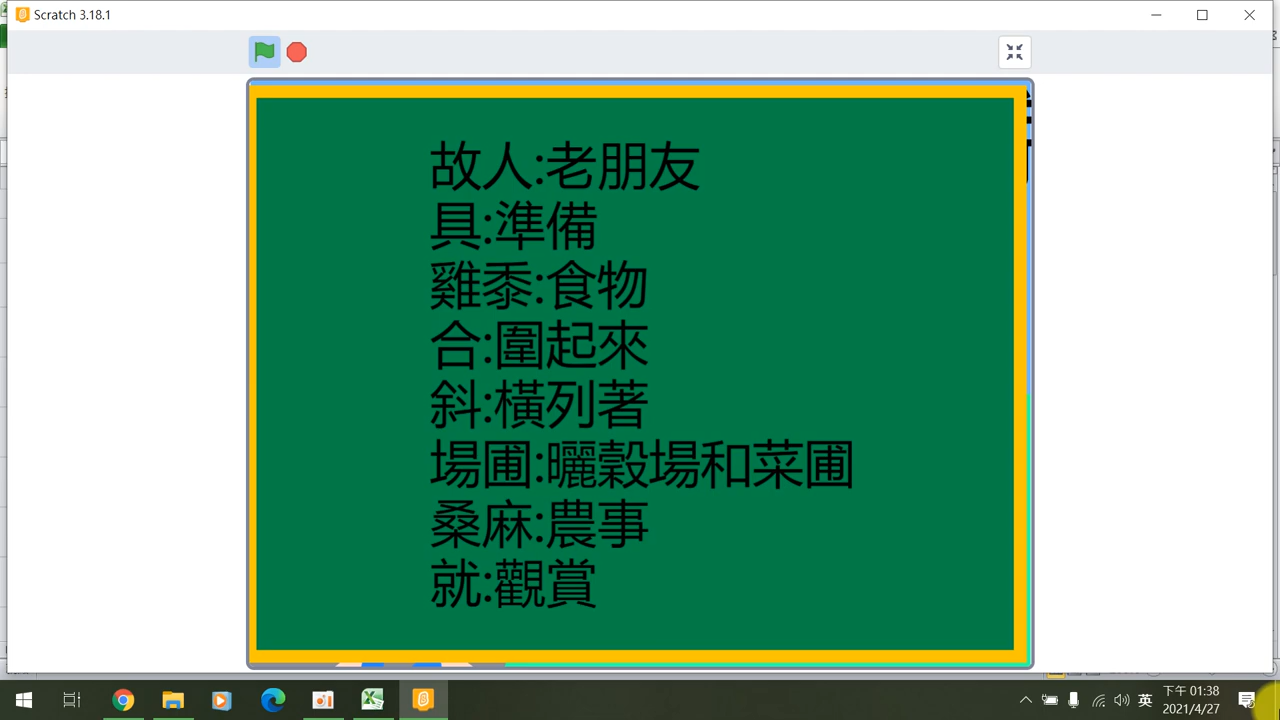 Scratch 3.18.1
故人:老朋友
具:準備
雞黍:食物
合:圍起來
斜:橫列著
場圃:曬穀場和菜圃
桑麻:農事
就:觀賞
英
下午 01:38
2021/4/27